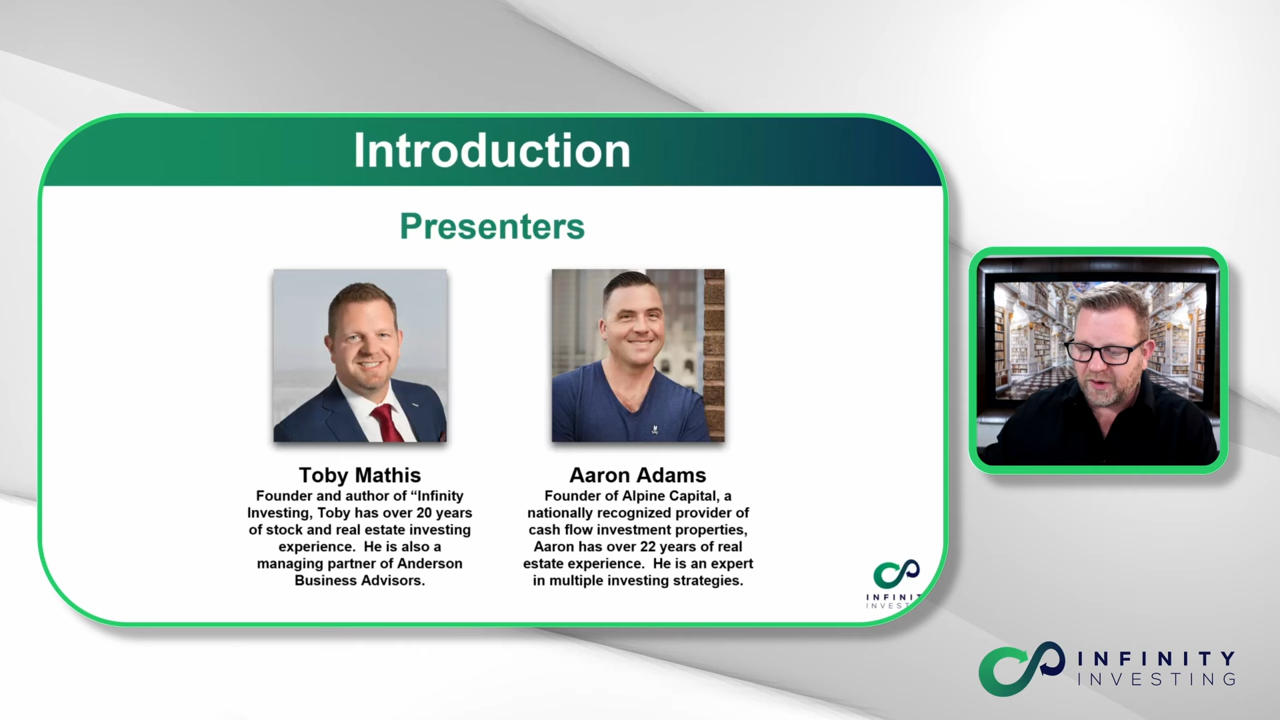 Introduction
Presenters
Toby Mathis
Founder and author of “Infinity
Investing, Toby has over 20 years
of stock and real estate investing
experience. He is also a
managing partner of Anderson
Business Advisors.
Aaron Adams
Founder of Alpine Capital, a
nationally recognized provider of
cash flow investment properties,
Aaron has over 22 years of real
estate experience. He is an expert
in multiple investing strategies.
INFINIT
INVEST
INFINITY
INVESTING